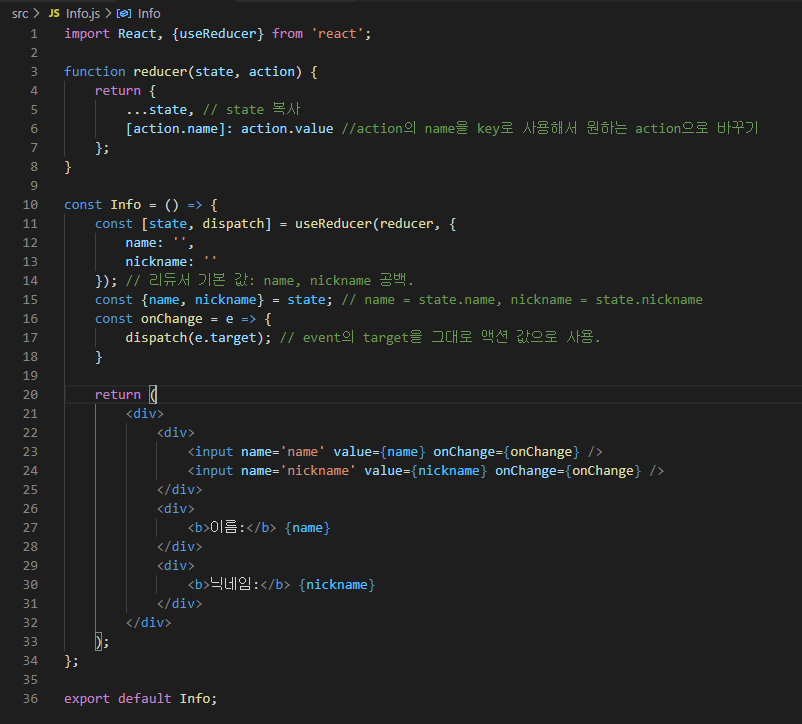 src > JS Info.js > Info
1 import React, {useReducer} from 'react';
2
3 function reducer(state, action) {
4     return {
5         ...state, // state 복사
6         [action.name]: action.value //action의 name을 key로 사용해서 원하는 action으로 바꾸기
7     };
8 }
9
10 const Info = () => {
11     const [state, dispatch] = useReducer(reducer, {
12         name: '',
13         nickname: ''
14     }); // 리듀서 기본 값: name, nickname 공백.
15     const {name, nickname} = state; // name = state.name, nickname = state.nickname
16     const onChange = e => {
17         dispatch(e.target); // event의 target을 그대로 액션 값으로 사용.
18     }
19
20     return (
21         <div>
22             <div>
23                 <input name='name' value={name} onChange={onChange} />
24                 <input name='nickname' value={nickname} onChange={onChange} />
25             </div>
26             <div>
27                 <b>이름:</b> {name}
28             </div>
29             <div>
30                 <b>닉네임:</b> {nickname}
31             </div>
32         </div>
33     );
34 };
35
36 export default Info;